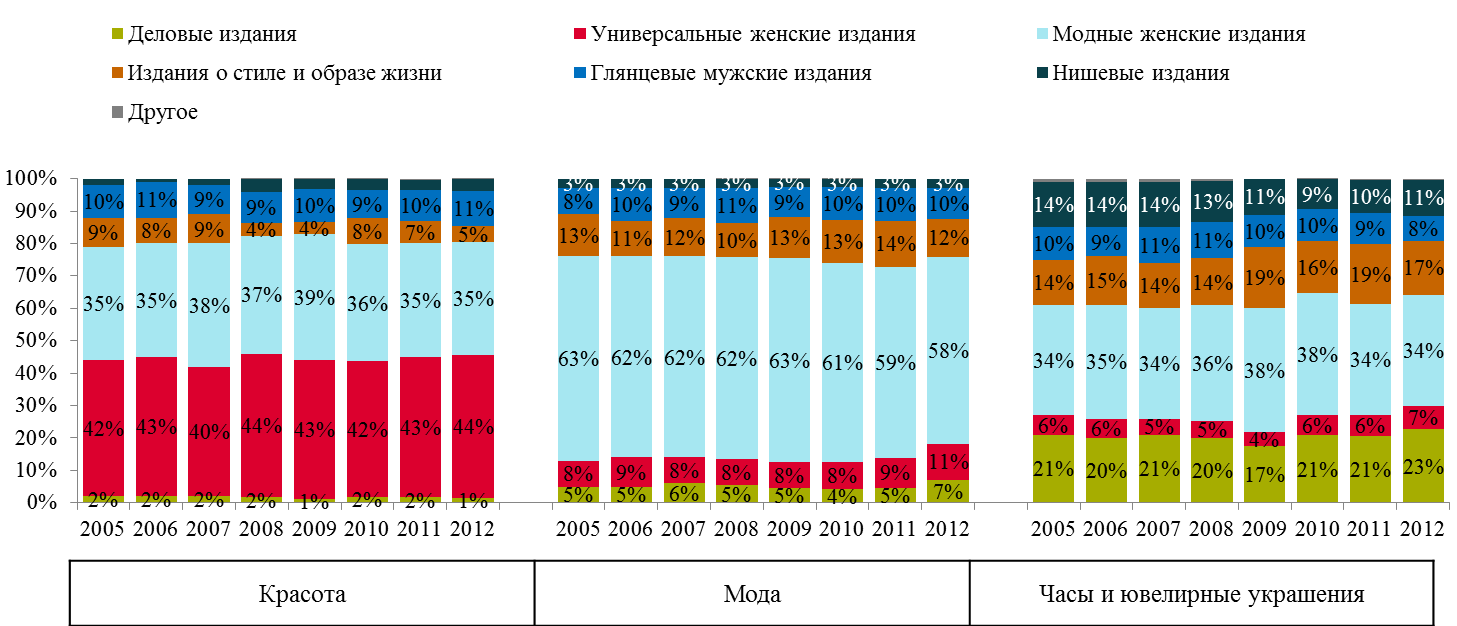 Деловые издания Универсальные женские издания Модные женские издания
Издания о стиле и образе жизни Глянцевые мужские издания Нишевые издания
Другое
100%
90%
80%
70%
60%
50%
40%
30%
20%
10%
0%
10% 11% 9% 9% 10% 9% 10% 11%
9% 8% 9% 4% 4% 8% 7% 5%
35% 35% 38% 37% 39% 36% 35% 35%
42% 43% 40% 44% 43% 42% 43% 44%
2% 2% 2% 2% 1% 2% 2% 1%
3% 3% 3% 3% 3% 3% 3% 3%
8% 10% 9% 11% 9% 10% 10% 10%
13% 11% 12% 10% 13% 13% 14% 12%
63% 62% 62% 62% 63% 61% 59% 58%
8% 9% 8% 8% 8% 8% 9% 11%
5% 5% 6% 5% 5% 4% 5% 7%
14% 14% 14% 13% 11% 9% 10% 11%
10% 9% 11% 11% 10% 10% 9% 8%
14% 15% 14% 14% 19% 16% 19% 17%
34% 35% 34% 36% 38% 38% 34% 34%
6% 6% 5% 5% 4% 6% 6% 7%
21% 20% 21% 20% 17% 21% 21% 23%
2005 2006 2007 2008 2009 2010 2011 2012 2005 2006 2007 2008 2009 2010 2011 2012 2005 2006 2007 2008 2009 2010 2011 2012
Красота Мода Часы и ювелирные украшения